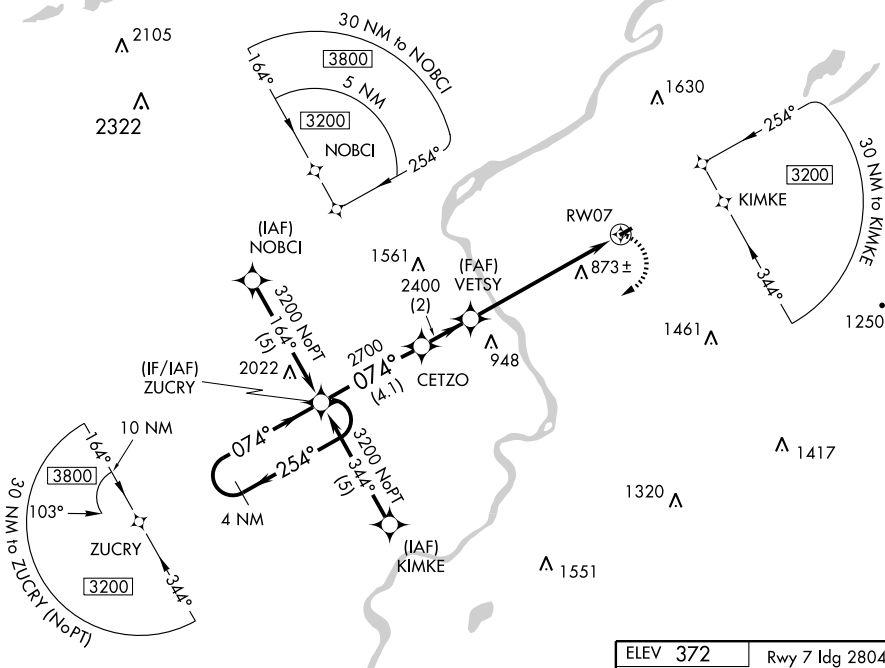 2105
2322
30 NM to NOBCI
3800
164°
5 NM
3200
NOBCI
254°
1630
254°
30 NM to KIMKE
3200
KIMKE
344°
RW07
873±
(IAF)
NOBCI
1561
(FAF)
VETSY
2400
(2)
3200 NoPT
164°
(5)
1250
1461
948
(IF/IAF)
ZUCRY
2022
2700
074°
(4.1)
CETZO
074°
254°
3200 NoPT
344°
(5)
4 NM
10 NM
164°
3800
103°
ZUCRY
3200
344°
30 NM to ZUCRY (NoPT)
1417
1320
(IAF)
KIMKE
1551
ELEV 372
Rwy 7 ldg 2804